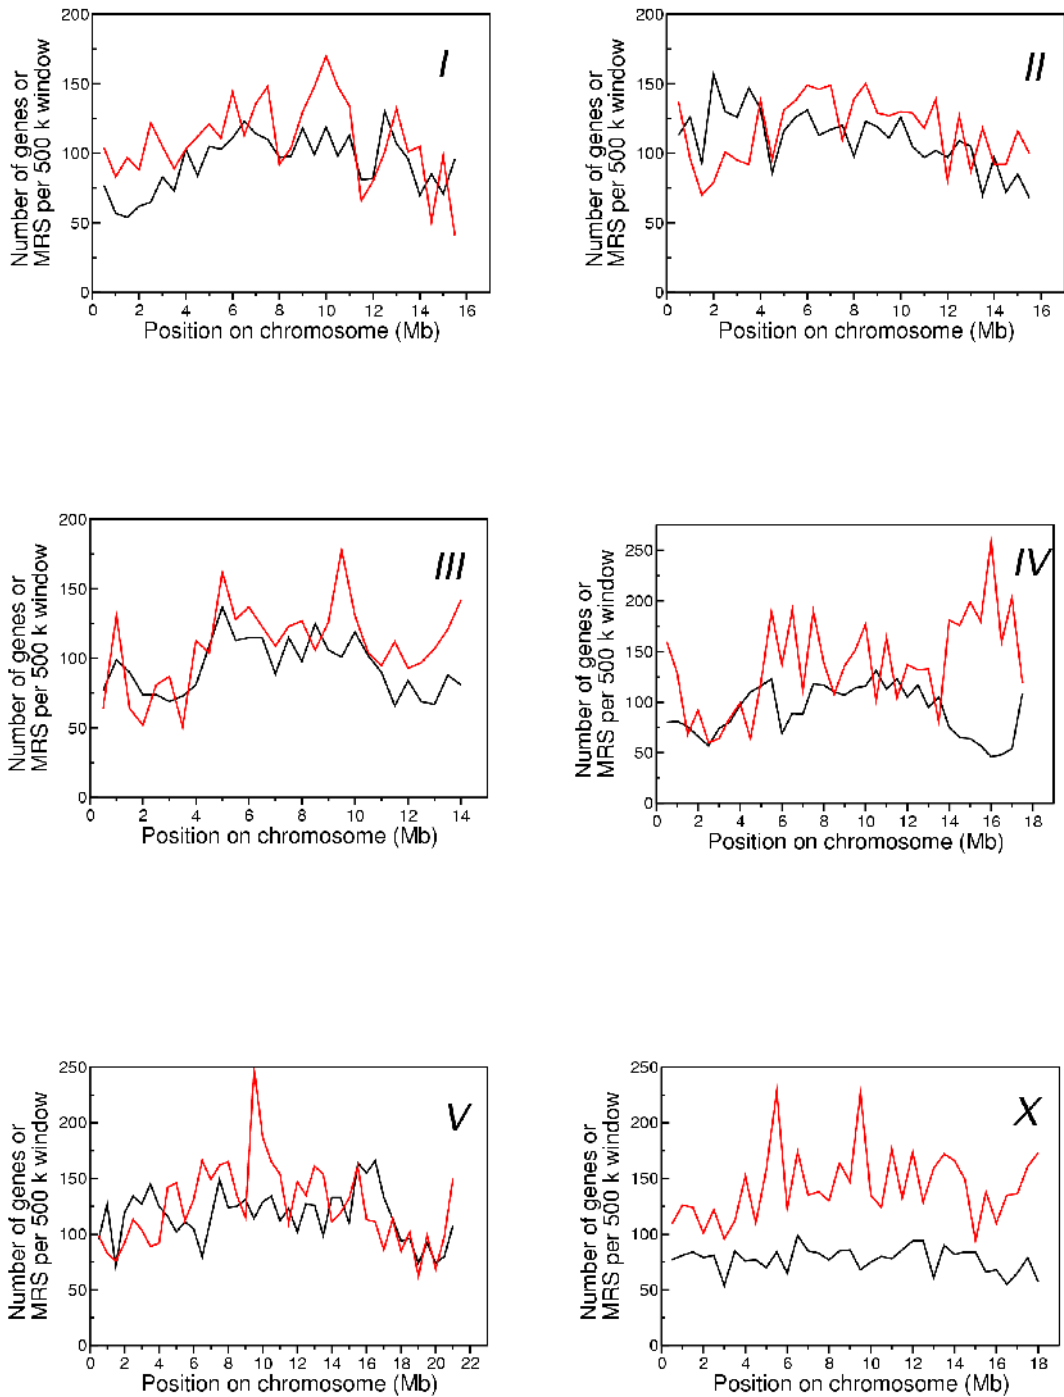 I
Number of genes or
MRS per 500 k window
200
150
100
50
0
0 2 4 6 8 10 12 14 16
Position on chromosome (Mb)
II
Number of genes or
MRS per 500 k window
200
150
100
50
0
0 2 4 6 8 10 12 14 16
Position on chromosome (Mb)
III
Number of genes or
MRS per 500 k window
200
150
100
50
0
0 2 4 6 8 10 12 14
Position on chromosome (Mb)
IV
Number of genes or
MRS per 500 k window
250
200
150
100
50
0
0 2 4 6 8 10 12 14 16 18
Position on chromosome (Mb)
V
Number of genes or
MRS per 500 k window
250
200
150
100
50
0
0 2 4 6 8 10 12 14 16 18 20 22
Position on chromosome (Mb)
X
Number of genes or
MRS per 500 k window
250
200
150
100
50
0
0 2 4 6 8 10 12 14 16 18
Position on chromosome (Mb)